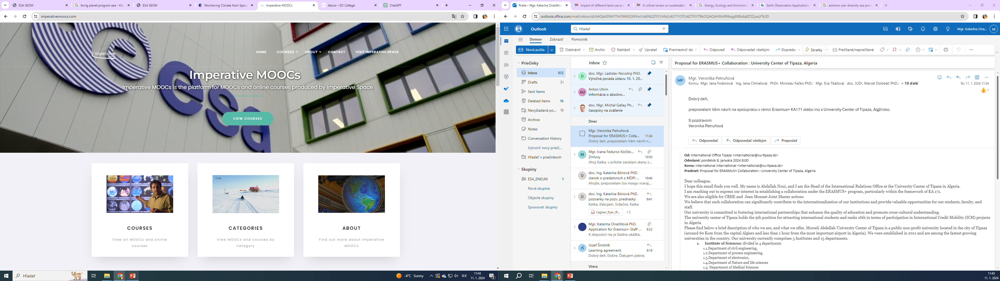 ESA SEOM
living planet program esa - Hľa
ESA SEOM
Monitoring Climate from Space
Imperative MOOCs
About – EO College
ChatGPT
imperativemoocs.com
imperative
HOME
COURSES
ABOUT
CONTACT
VISIT IMPERATIVE.SPACE
Imperative MOOCs
Imperative MOOCs is the platform for MOOCs and online courses produced by Imperative Space
VIEW COURSES
COURSES
View all MOOCs and online
courses
CATEGORIES
View MOOCs and courses by
category
ABOUT
Find out more about Imperative
MOOCs
Hľadať
-4°C Sunny
SLK
11:43
11. 1. 2024
2
Pošta – Mgr. Katarína Onačillov
Impact of different land use an
A critical review on sustainable
Energy, Ecology and Environme
Earth Observation Applications
extreme user diversity esa prov
outlook.office.com/mail/inbox/id/AAQkADNIYThiYWM2LWVmYzktNGZlYS1hNzU4LTY1OTU4ZTI5YTBkOQAQAH0sWNkqg8tBkdq8ZSZysqY%3D
Outlook
Hľadať
Mgr. Katarína Ona...
M
Domov
Zobraziť
Pomocník
Nová pošta
Odstrániť
Archív
Nahlásiť
Upratať
Premiestniť do
Odpoveď
Odpovedať všetkým
Dopredu
Skratky
Prečítané/neprečítané
Priečinky
Inbox 812
Drafts 31
Sent Items
Deleted Items 16
Nevyžiadaná po... 19
Archive
Notes
Conversation History
Vytvoriť nový prieči...
Hľadať v priečinkoch
Skupiny
ESA_ENEUM 1
Nová skupina
Objavte skupiny
Spravovať skupiny
Inbox
D
doc. Mgr. Ladislav Novotný PhD.
Výročná porada ústavu 10. 1. 20...
AU
Anton Uhrin
Informácia o absolvo...
doc. Mgr. Michal Gallay Ph...
časopisiy na zváženie
Dnes
Mgr. Veronika Petruňová
Proposal for ERASMUS+ Colla... 11:34
Dobrý deň, preposielam Vám návrh n...
M
Mgr. Ivana Fedurco Kočišo...
Zmluvy 10:50
Ahoj Katka, v prílohe zasielam skeny z...
D
doc. Ing. Katarína Bónová PhD.
clanok o predatoroch z MDPI ... 10:40
Ahojte, preposielam (na margo vceraj...
D
doc. Ing. Katarína Bónová PhD.
pozvanky na pozv. prednasky 9:41
Katka, ďakujem. Srdečne, Katka
Cagliari_flyer_IR... +3
Mgr. Katarína Onačillová PhD.
Application for Erasmus+ Staff ... 9:23
K dispozícii nie je žiadna ukážka.
JŠ
Jozef Širotník
Learning agreement. 9:18
Dobrý deň, Dobre. Ďakujem pekne.
Včera
Proposal for ERASMUS+ Collaboration : University Center of Tipaza, Algeria
MP
Mgr. Veronika Petruňová
Komu: Mgr. Jana Fodorová; Ing. Jana Chmelová; PhDr. Miroslav Fečko PhD.; Mgr. Eva Tkáčová; doc. JUDr. Marcel Dolobáč PhD.; + 10 ďalší
Štv 11. 1. 2024 11:34
1
Dobrý deň,
preposielam Vám návrh na spoluprácu v rámci Erasmus+ KA171 alebo inú s University Center of Tipaza, Algžírsko.
S pozdravom
Veronika Petruňová
Odpovedať
Odpovedať všetkým
Preposlať
Od: International Office Tipaza <international@cu-tipaza.dz>
Odoslané: pondelok 8. januára 2024 8:00
Komu: international international <international@cu-tipaza.dz>
Predmet: Proposal for ERASMUS+ Collaboration : University Center of Tipaza, Algeria
Dear colleague,
I hope this email finds you well. My name is Abdallah Noui, and I am the Head of the International Relations Office at the University Center of Tipaza in Algeria.
I am reaching out to express our interest in establishing a collaboration under the ERASMUS+ program, particularly within the framework of KA 171.
We are also eligible for CBHE and Jean Monnet Joint Master actions
We believe that such collaboration can significantly contribute to the internationalization of our institutions and provide valuable opportunities for our students, faculty, and
staff.
Our university is committed to fostering international partnerships that enhance the quality of education and promote cross-cultural understanding.
The university center of Tipaza holds the 9th position for attracting international students and ranks 16th in terms of participation in International Credit Mobility (ICM) projects
in Algeria
Please find below a brief description of who we are, and what we offer. Morseli Abdellah University Center of Tipaza is a public non-profit university located in the city of Tipaza
(around 60 Kom from the capital Algiers and less than 1 hour from the most important airport in Algeria). We were established in 2011 and are among the fastest growing
universities in the country. Our university currently comprises 5 Institutes and 15 departments.
1. Institute of Sciences: divided in 4 departments
1.1.Department of civil engineering,
1.2.Department of process engineering,
1.3.Department of electronics,
1.4.Department of Nature and life sciences
1.5; Department of Medical Sciences
11:43
11. 1. 2024